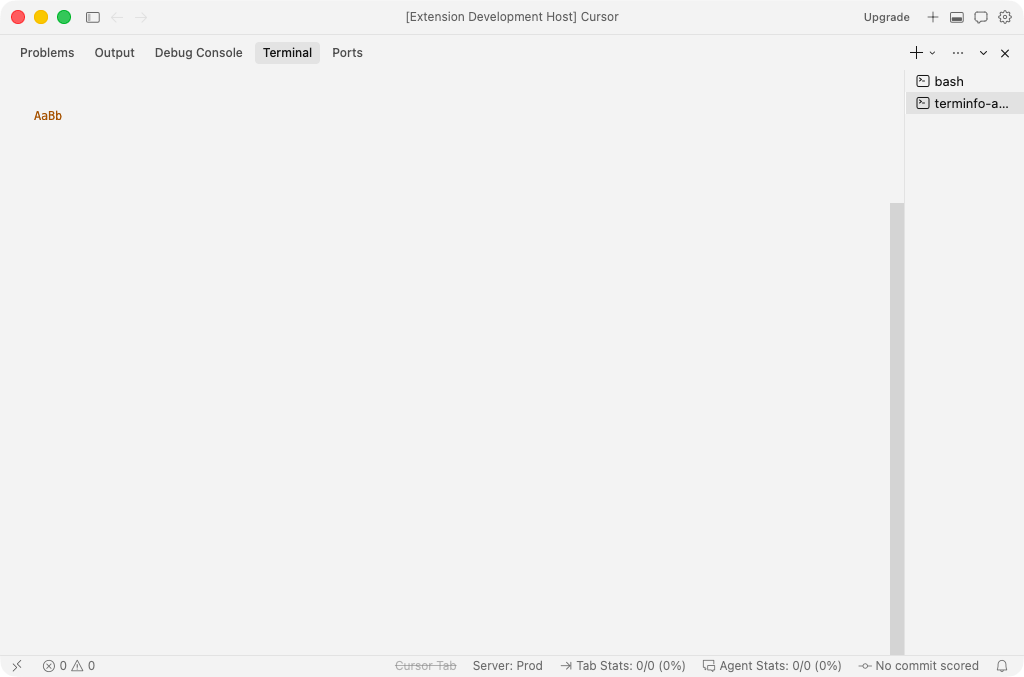 [Extension Development Host] Cursor
Upgrade
Problems Output Debug Console Terminal Ports
bash
terminfo-a...
AaBb
0 0
Cursor Tab Server: Prod Tab Stats: 0/0 (0%) Agent Stats: 0/0 (0%) No commit scored